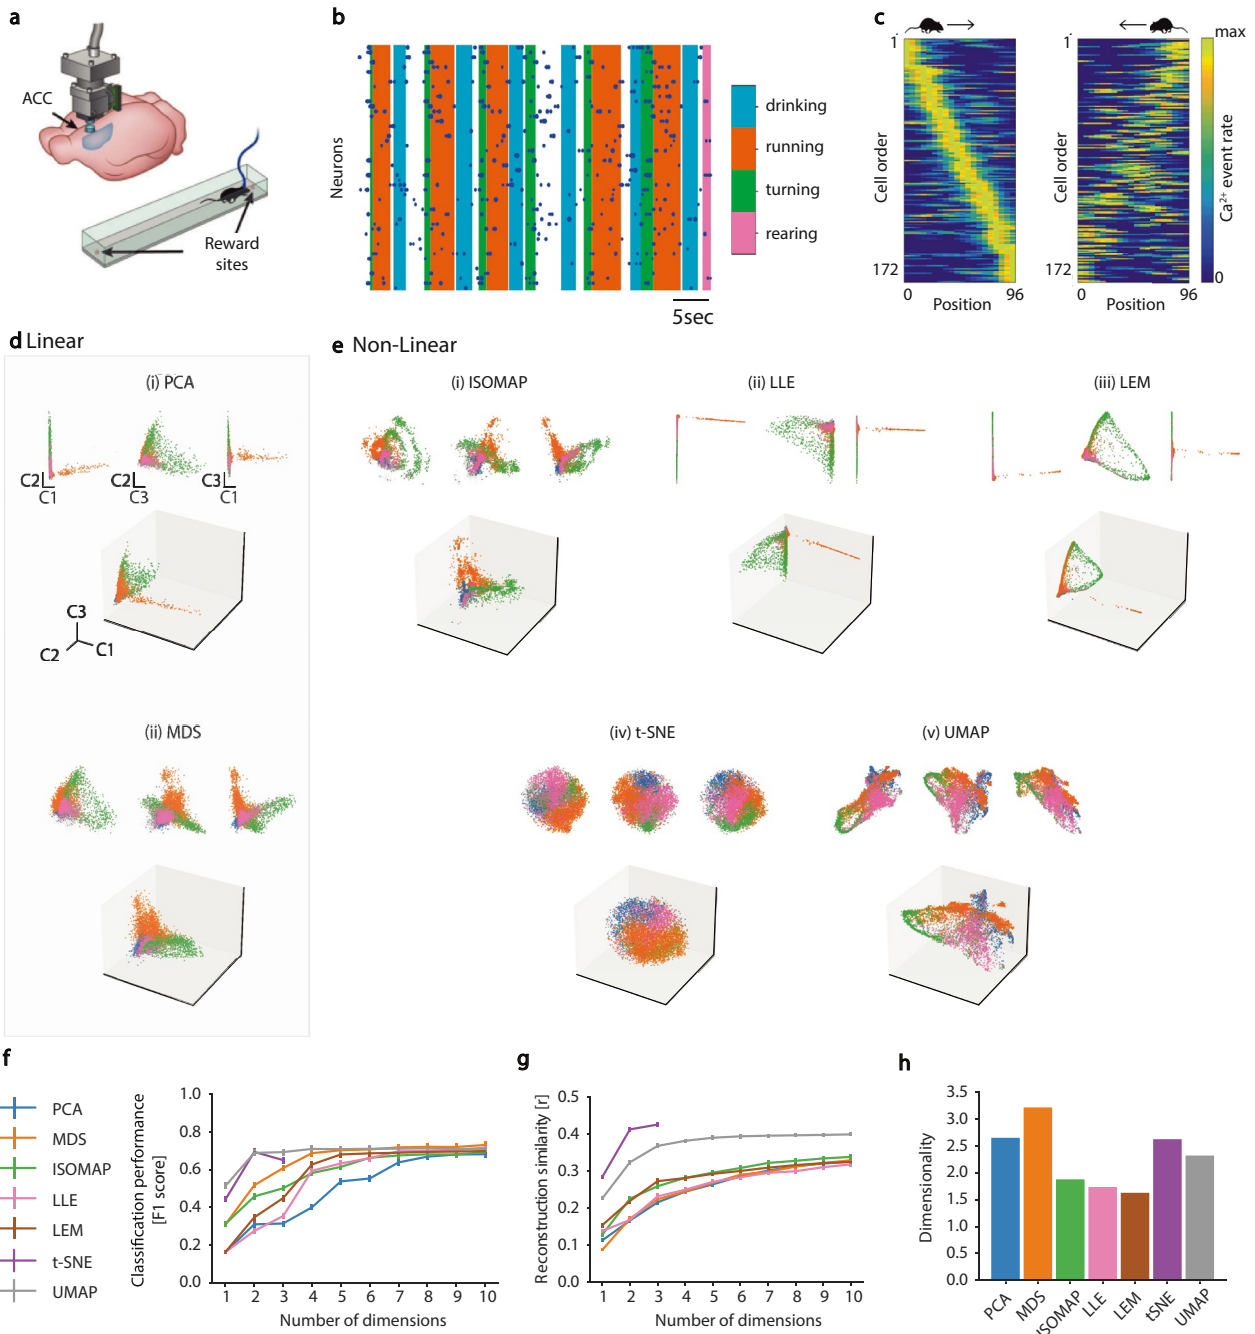 a
ACC
Reward
sites
b
Neurons
drinking
running
turning
rearing
5sec
c
1
172
Cell order
0
96
Position
1
172
Cell order
0
96
Position
max
0
Ca²⁺ event rate
d Linear
(i) PCA
C2
C1
C2
C3
C3
C1
C3
C2
C1
(ii) MDS
e Non-Linear
(i) ISOMAP
(ii) LLE
(iii) LEM
(iv) t-SNE
(v) UMAP
f
PCA
MDS
ISOMAP
LLE
LEM
t-SNE
UMAP
Classification performance
[F1 score]
1.0
0.8
0.6
0.4
0.2
0.0
1 2 3 4 5 6 7 8 9 10
Number of dimensions
g
Reconstruction similarity [r]
0.5
0.4
0.3
0.2
0.1
0.0
1 2 3 4 5 6 7 8 9 10
Number of dimensions
h
Dimensionality
3.5
3.0
2.5
2.0
1.5
1.0
0.5
0.0
PCA
MDS
ISOMAP
LLE
LEM
tSNE
UMAP